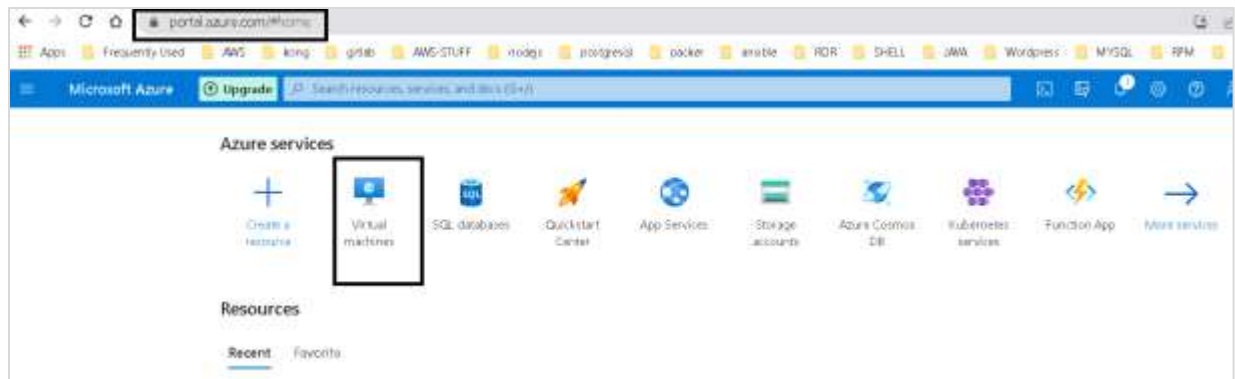 portal.azure.com/#home
Apps Frequently Used AWS kong gitlab AWS-STUFF nodejs postgresql packer ansible ROR SHELL JAVA Wordpress MYSQL RPM
Microsoft Azure Upgrade Search resources, services, and docs (G+/)
Azure services
Create a resource
Virtual machines
SQL databases
Quickstart Center
App Services
Storage accounts
Azure Cosmos DB
Kubernetes services
Function App
More services
Resources
Recent Favorite